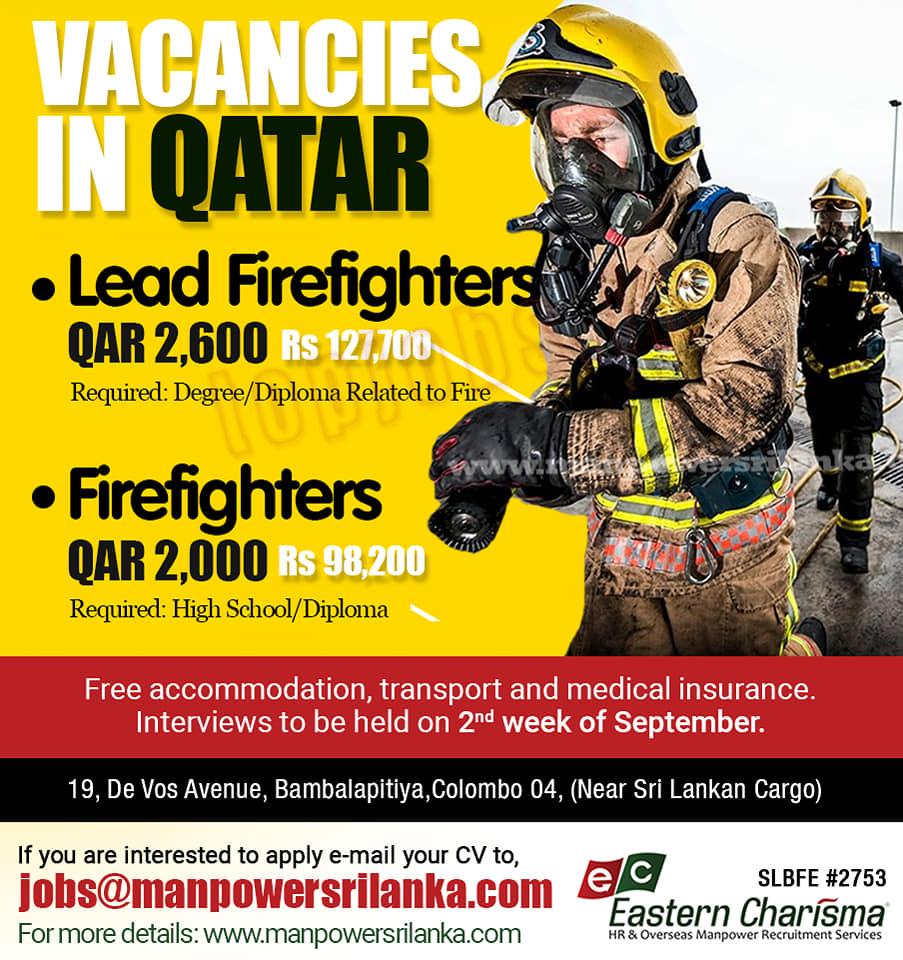 VACANCIES
IN QATAR
• Lead Firefighters
QAR 2,600 Rs 127,700
Required: Degree/Diploma Related to Fire
• Firefighters
QAR 2,000 Rs 98,200
Required: High School/Diploma
topjobs
www.manpowersrilanka
Free accommodation, transport and medical insurance.
Interviews to be held on 2nd week of September.
19, De Vos Avenue, Bambalapitiya,Colombo 04, (Near Sri Lankan Cargo)
If you are interested to apply e-mail your CV to,
jobs@manpowersrilanka.com
For more details: www.manpowersrilanka.com
ec
SLBFE #2753
Eastern Charisma
HR & Overseas Manpower Recruitment Services